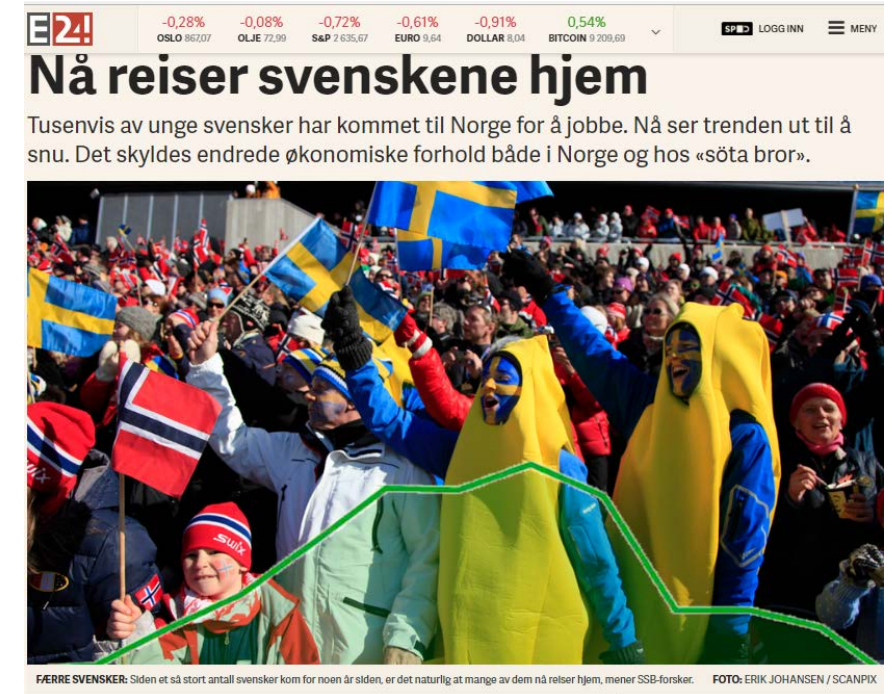 E24!
-0,28% -0,08% -0,72% -0,61% -0,91% 0,54%
OSLO 867,07 OLJE 72,99 S&P 2 635,67 EURO 9,64 DOLLAR 8,04 BITCOIN 9 209,69
SPiD LOGG INN MENY
Nå reiser svenskene hjem
Tusenvis av unge svensker har kommet til Norge for å jobbe. Nå ser trenden ut til å
snu. Det skyldes endrede økonomiske forhold både i Norge og hos «söta bror».
Swix
Swix
FÆRRE SVENSKER: Siden et så stort antall svensker kom for noen år siden, er det naturlig at mange av dem nå reiser hjem, mener SSB-forsker. FOTO: ERIK JOHANSEN / SCANPIX